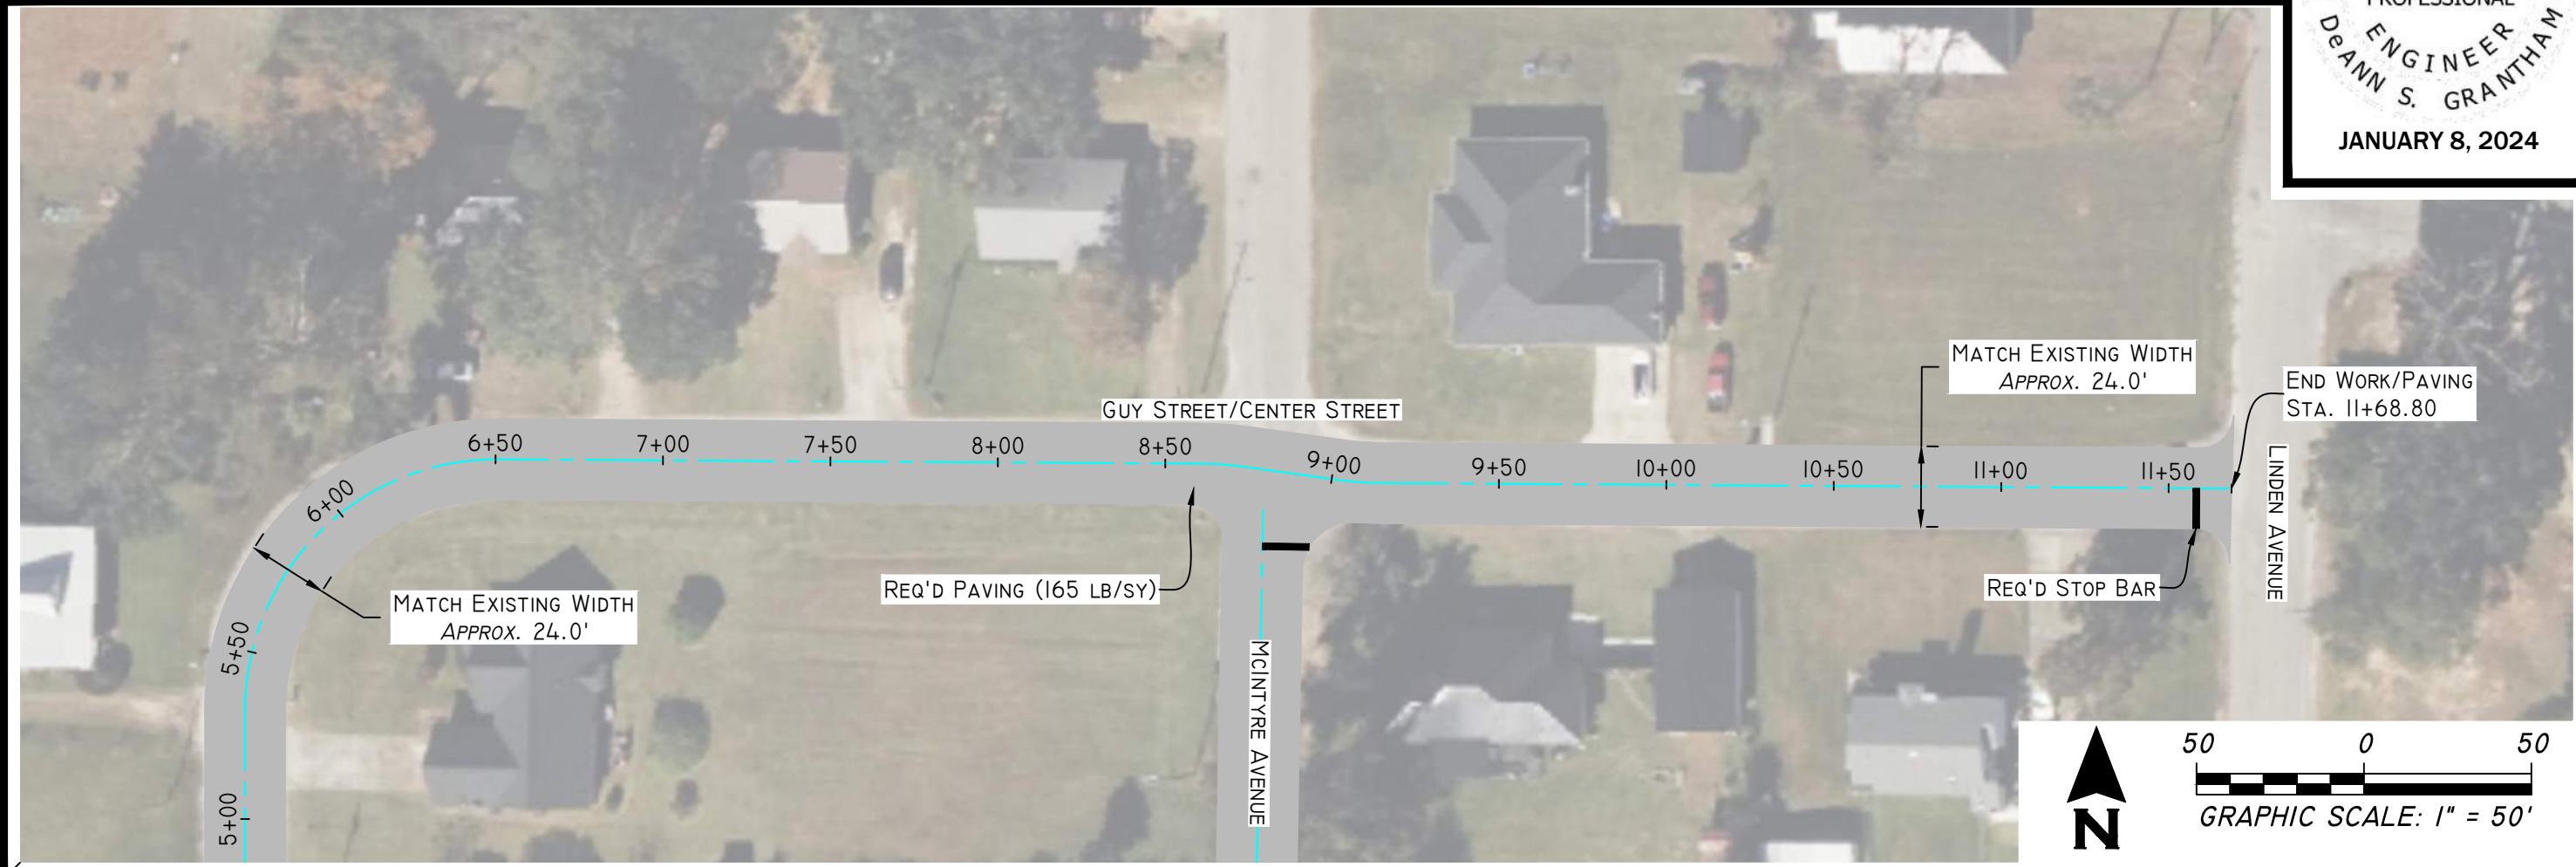 PROFESSIONAL
ENGINEER
DeANN S. GRANTHAM
JANUARY 8, 2024
MATCH EXISTING WIDTH
APPROX. 24.0'
END WORK/PAVING
STA. 11+68.80
GUY STREET/CENTER STREET
6+50
7+00
7+50
8+00
8+50
9+00
9+50
10+00
10+50
11+00
11+50
LINDEN AVENUE
6+00
REQ'D PAVING (165 LB/SY)
REQ'D STOP BAR
MATCH EXISTING WIDTH
APPROX. 24.0'
5+50
MCINTYRE AVENUE
5+00
50 0 50
GRAPHIC SCALE: 1" = 50'
N